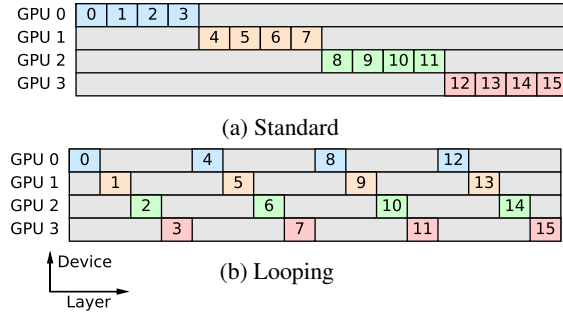 GPU 0 0 1 2 3
GPU 1 4 5 6 7
GPU 2 8 9 10 11
GPU 3 12 13 14 15
(a) Standard
GPU 0 0 4 8 12
GPU 1 1 5 9 13
GPU 2 2 6 10 14
GPU 3 3 7 11 15
Device
(b) Looping
Layer